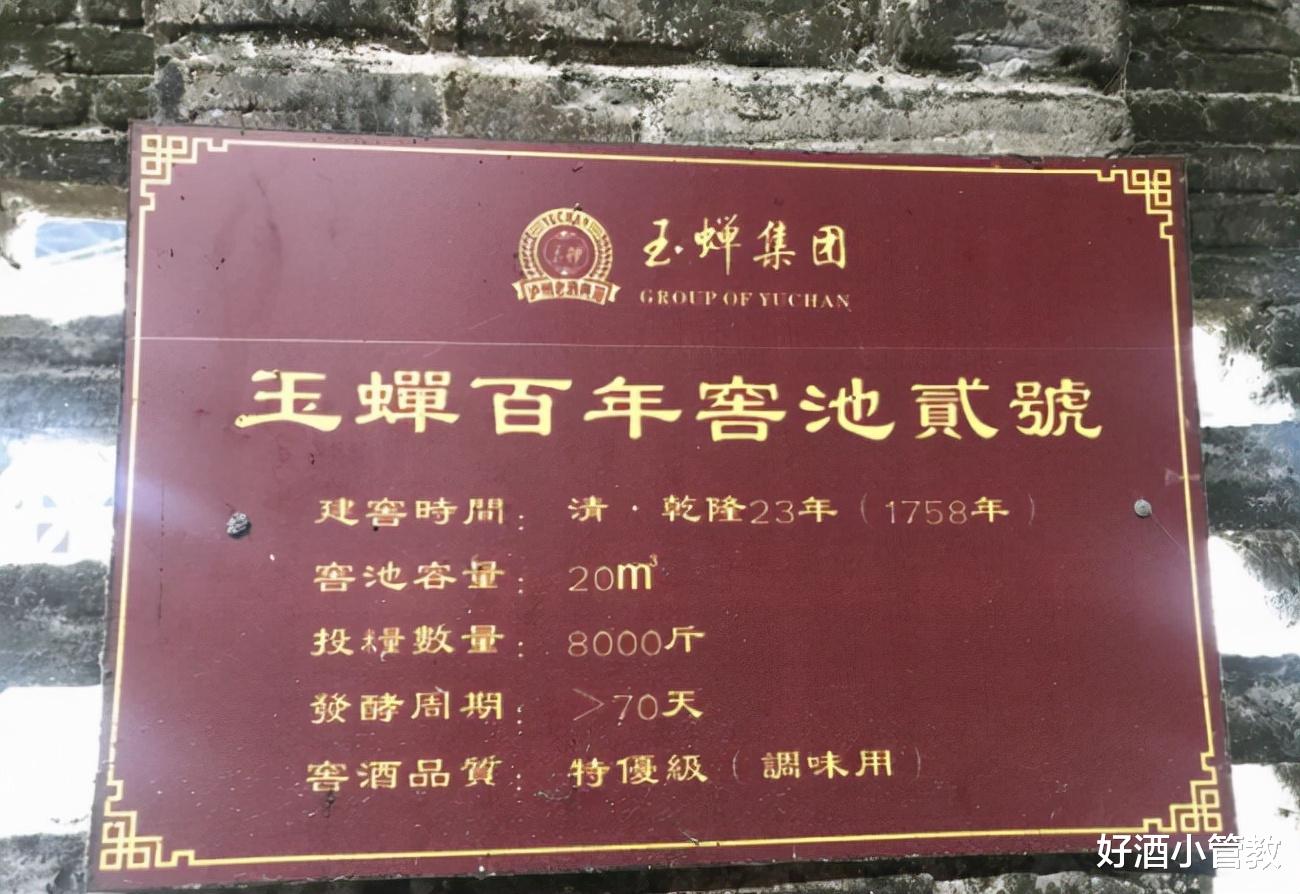 YUCHAN
玉蝉集团
GROUP OF YUCHAN
玉蟬百年窖池貳號
建窖時間：清·乾隆23年（1758年）
窖池容量：20m³
投糧數量：8000斤
發酵周期：＞70天
窖酒品質：特優級（調味用）
好酒小管教